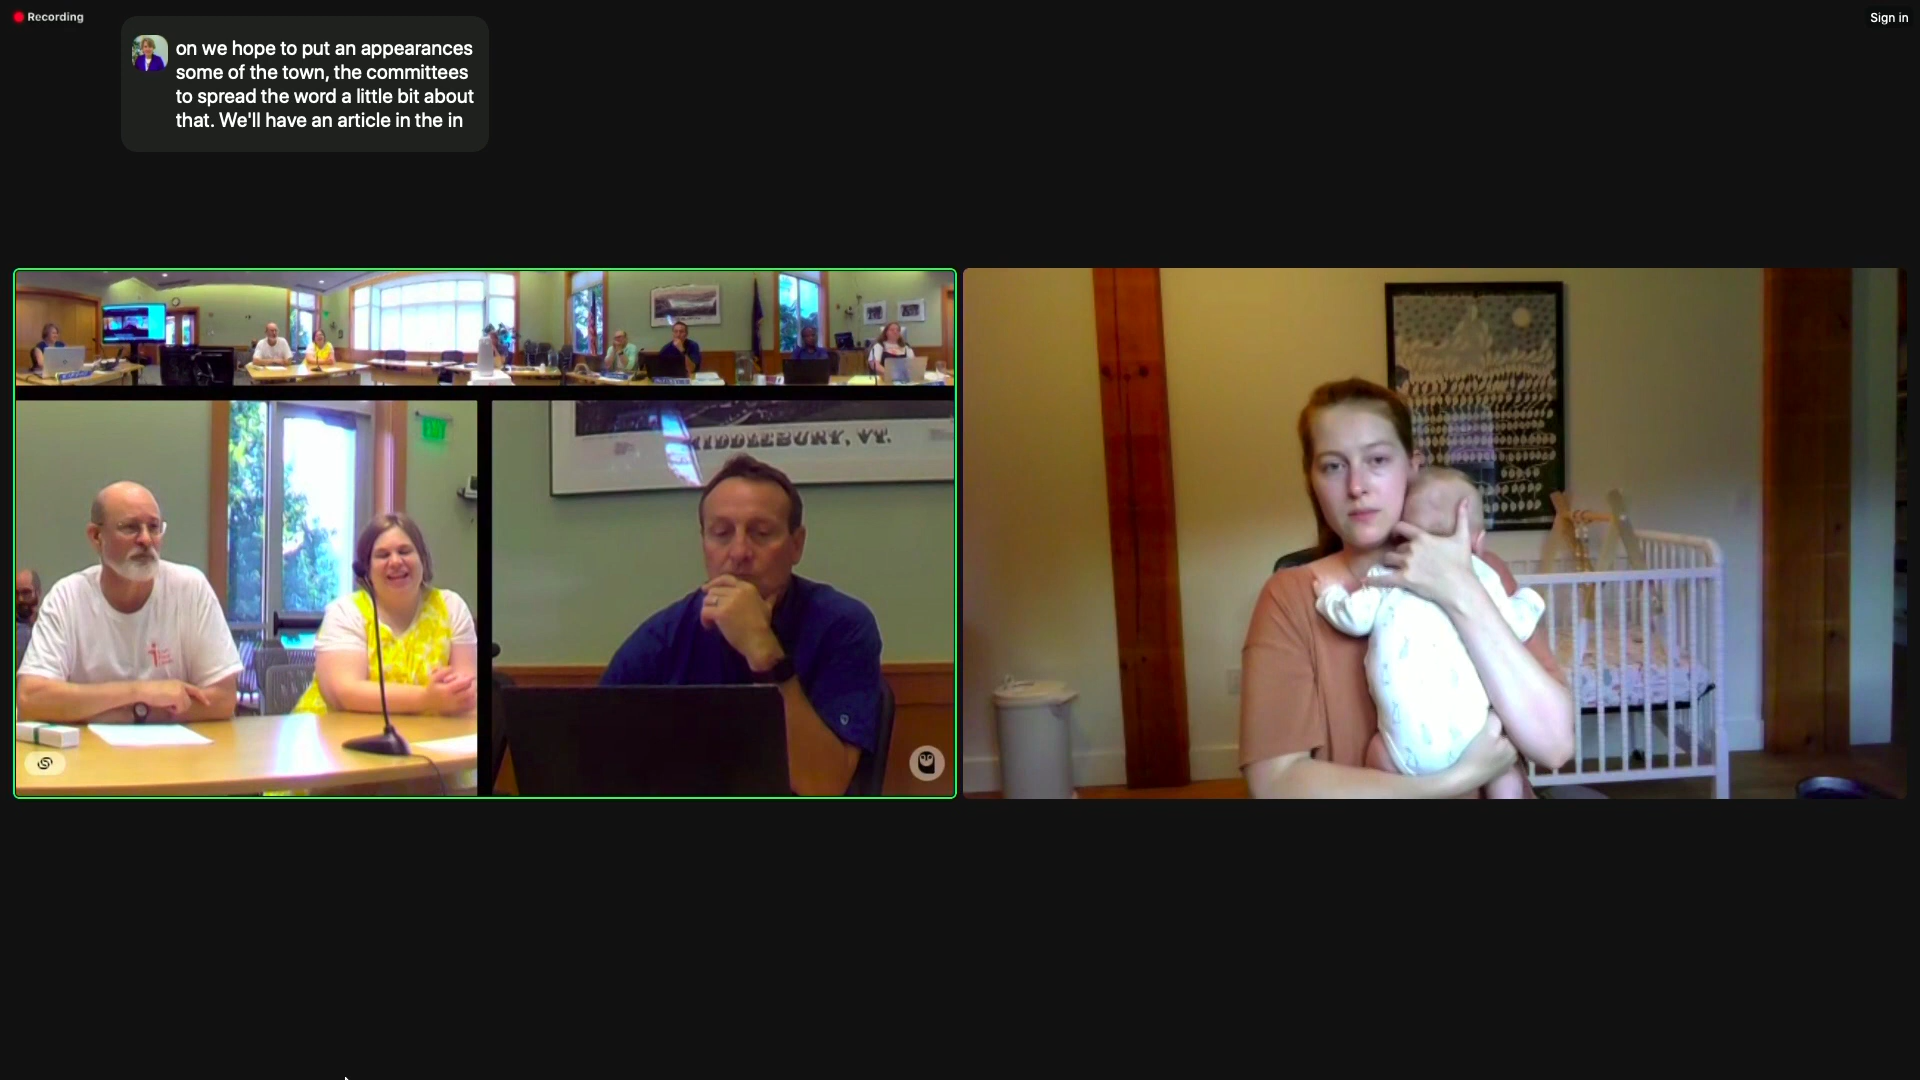 Recording
Sign in
on we hope to put an appearances
some of the town, the committees
to spread the word a little bit about
that. We'll have an article in the in
MIDDLEBURY, VT.